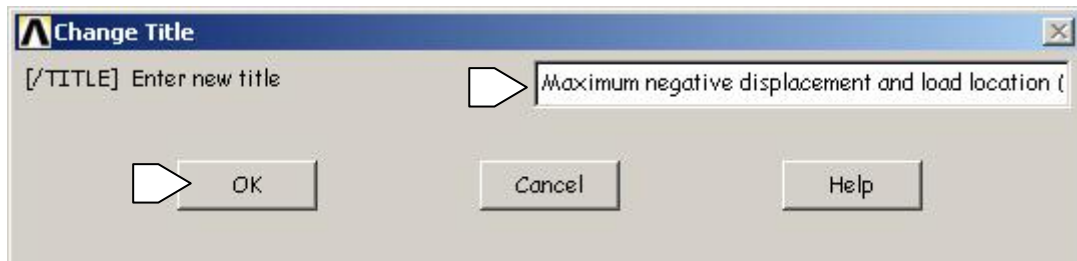 Change Title
[/TITLE] Enter new title
Maximum negative displacement and load location (
OK
Cancel
Help